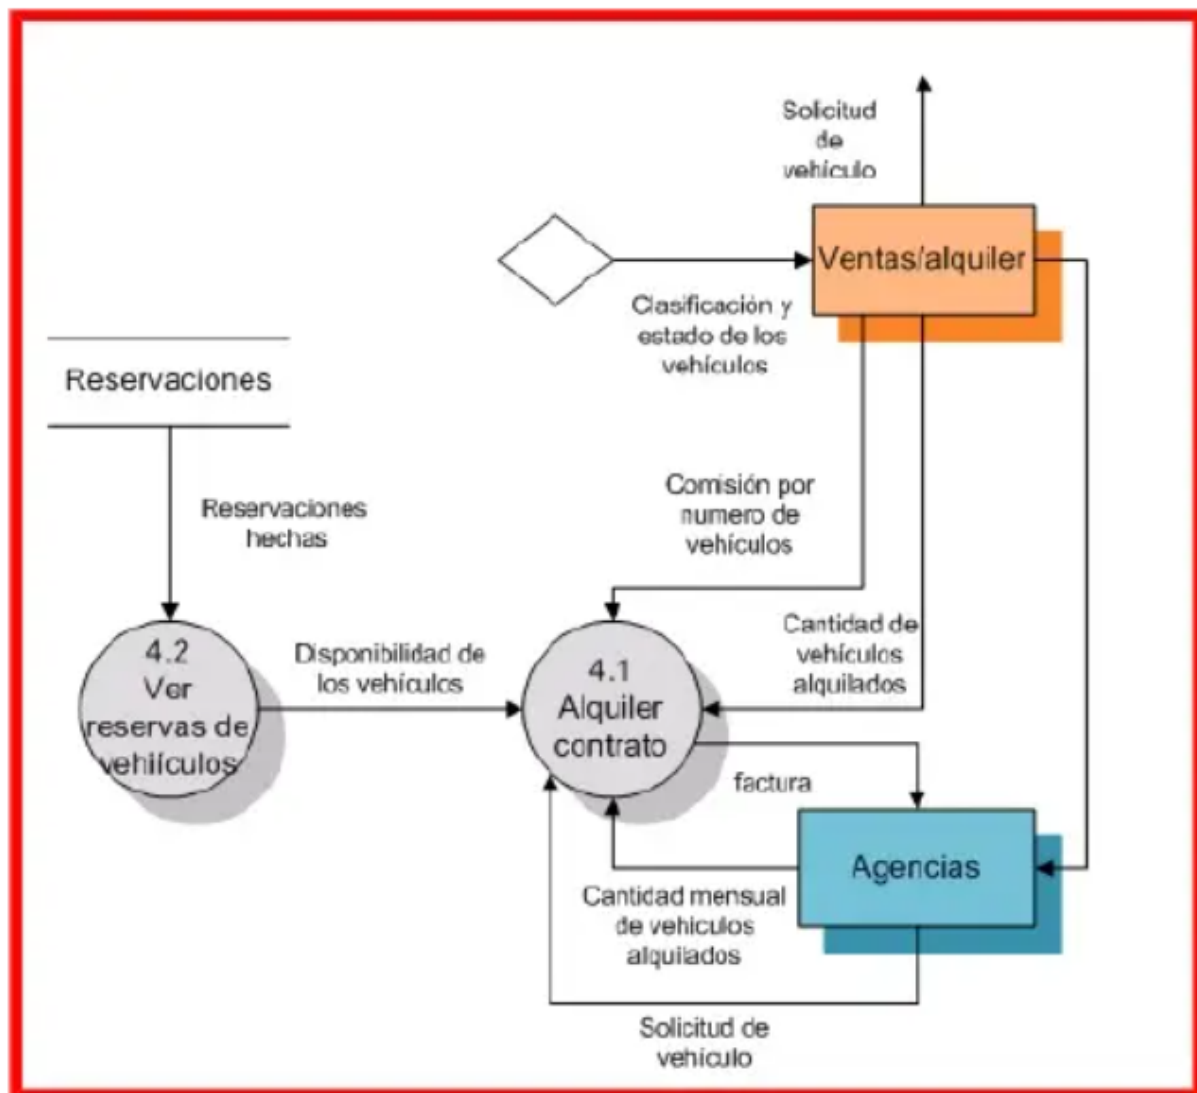 Solicitud
de
vehículo
Ventas/alquiler
Clasificación y
estado de los
vehículos
Reservaciones
Reservaciones
hechas
Comisión por
numero de
vehículos
4.2
Ver
reservas de
vehiículos
Disponibilidad de
los vehículos
4.1
Alquiler
contrato
Cantidad de
vehículos
alquilados
factura
Agencias
Cantidad mensual
de vehículos
alquilados
Solicitud de
vehículo